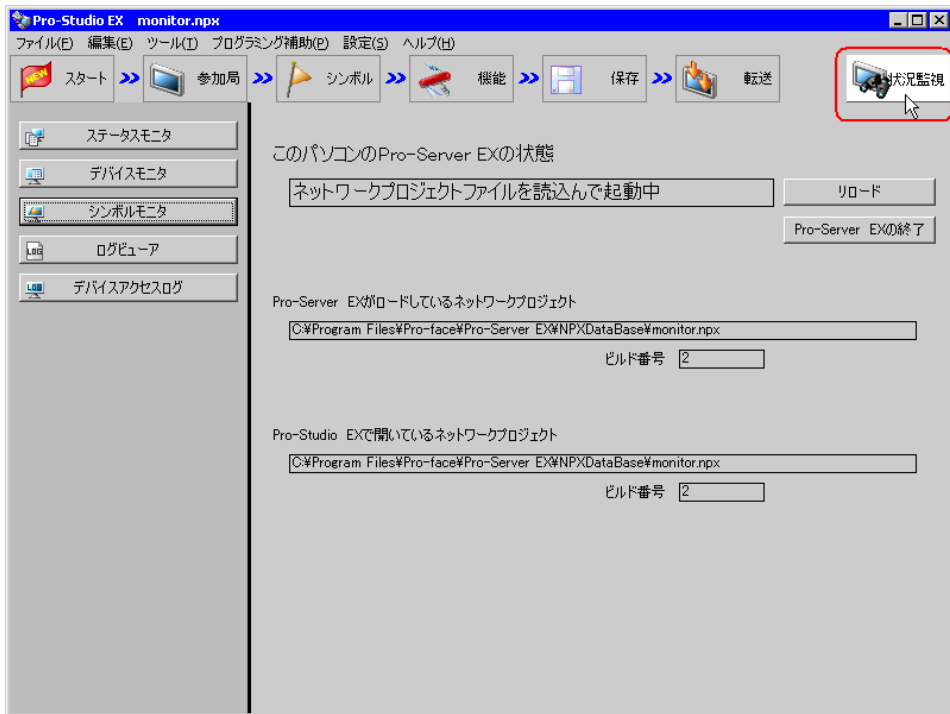 Pro-Studio EX monitor.npx
ファイル(F) 編集(E) ツール(T) プログラミング補助(P) 設定(S) ヘルプ(H)
NEW スタート 参加局 シンボル 機能 保存 転送 状況監視
ステータスモニタ
デバイスモニタ
シンボルモニタ
LOG ログビューア
LOG デバイスアクセスログ
このパソコンのPro-Server EXの状態
ネットワークプロジェクトファイルを読込んで起動中 リロード
Pro-Server EXの終了
Pro-Server EXがロードしているネットワークプロジェクト
C:¥Program Files¥Pro-face¥Pro-Server EX¥NPXDataBase¥monitor.npx
ビルド番号 2
Pro-Studio EXで開いているネットワークプロジェクト
C:¥Program Files¥Pro-face¥Pro-Server EX¥NPXDataBase¥monitor.npx
ビルド番号 2